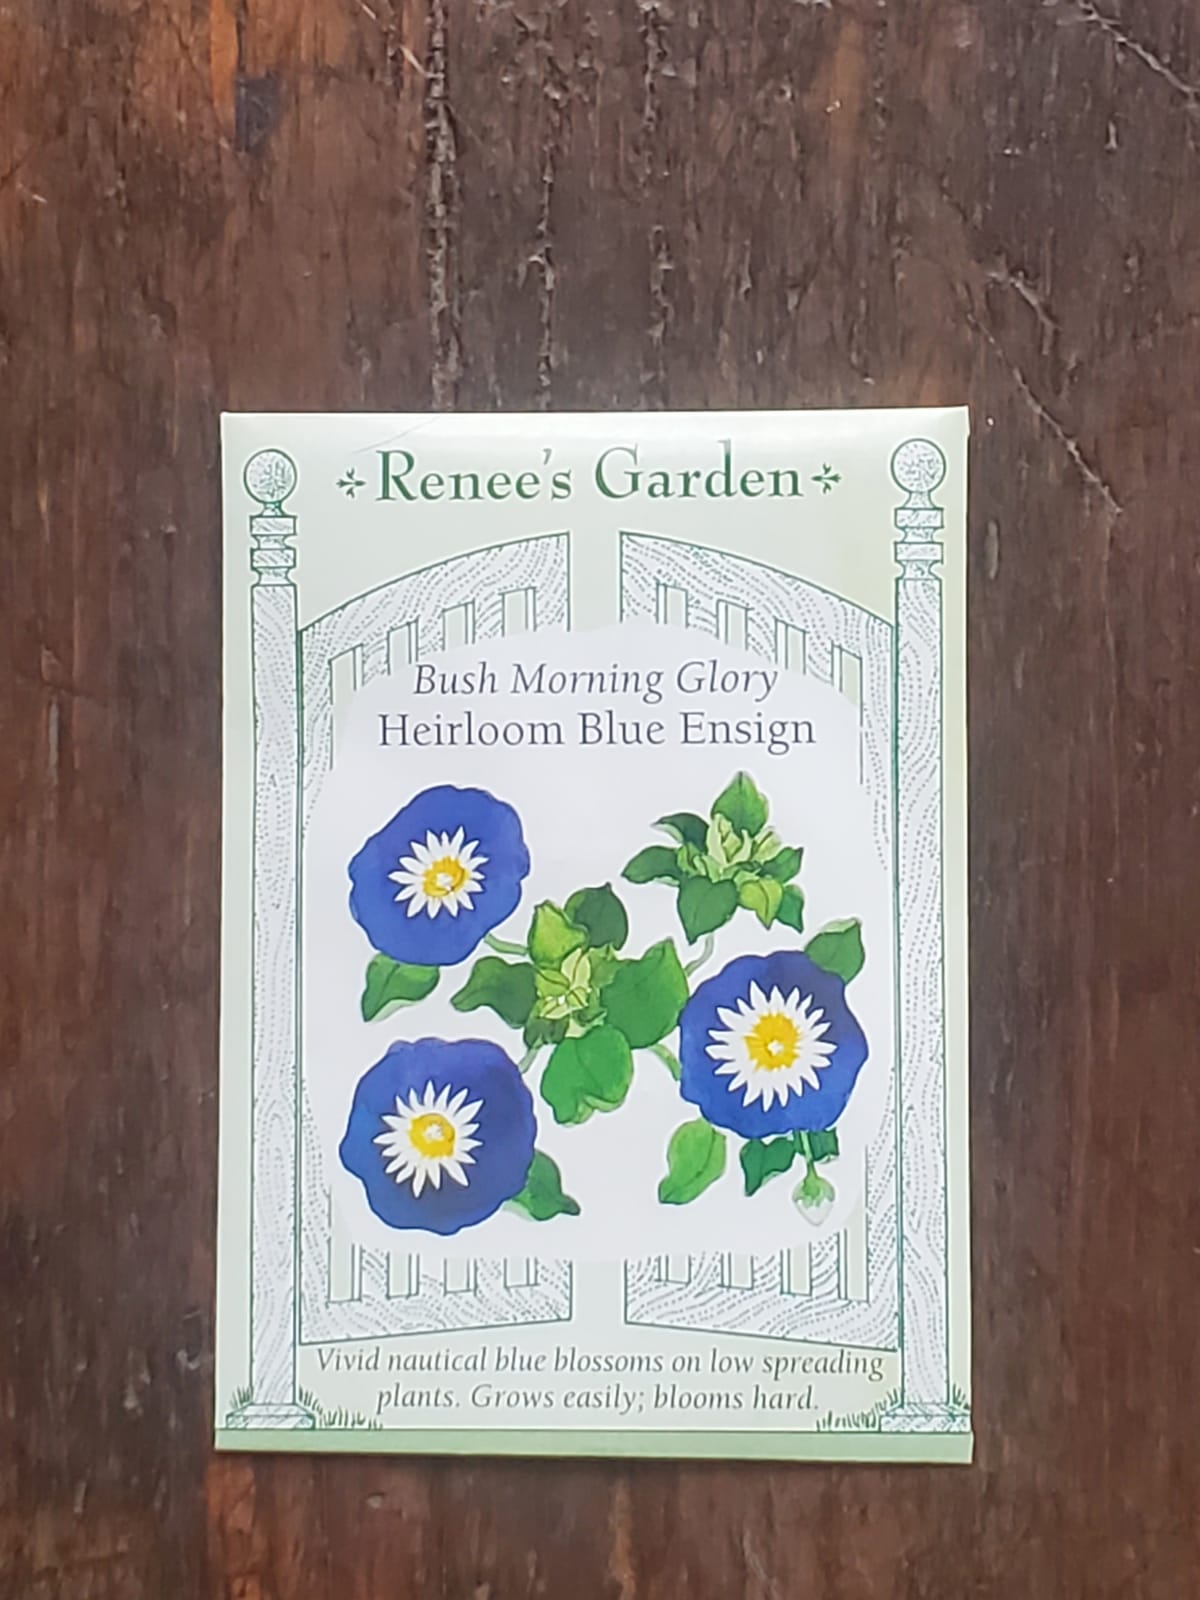 Renee's Garden
Bush Morning Glory
Heirloom Blue Ensign
Vivid nautical blue blossoms on low spreading
plants. Grows easily; blooms hard.